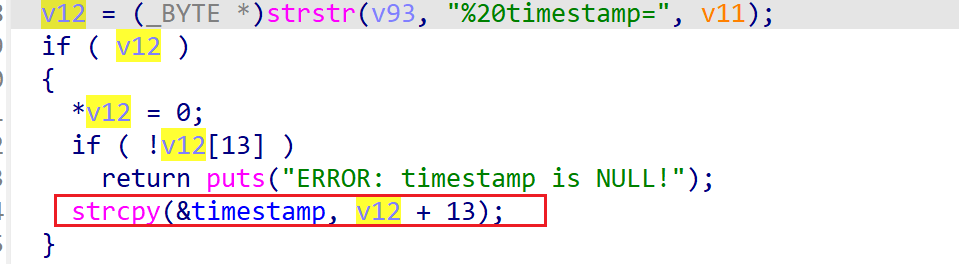 v12 = (_BYTE *)strstr(v93, "%20timestamp=", v11);
if ( v12 )
{
*v12 = 0;
if ( !v12[13] )
return puts("ERROR: timestamp is NULL!");
strcpy(&timestamp, v12 + 13);
}